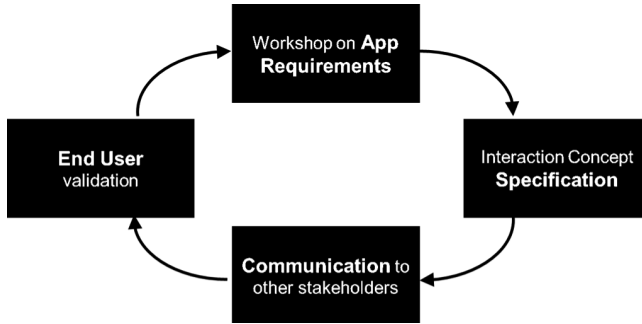 Workshop on App
Requirements
Interaction Concept
Specification
Communication to
other stakeholders
End User
validation